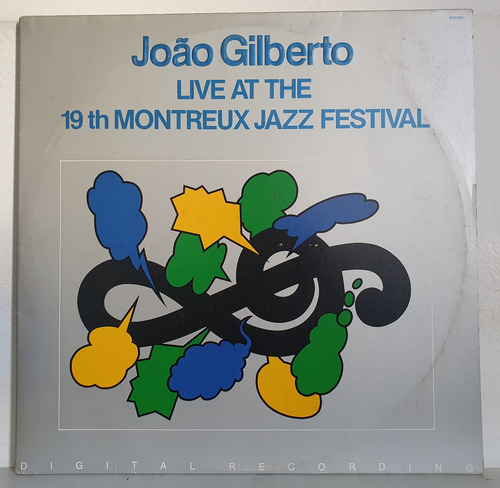 João Gilberto
LIVE AT THE
19 th MONTREUX JAZZ FESTIVAL
DIGITAL RECORDING